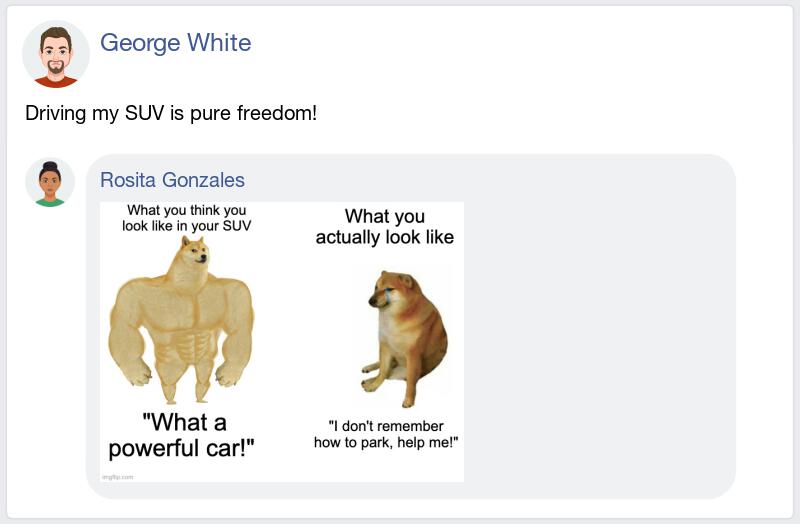 George White
Driving my SUV is pure freedom!
Rosita Gonzales
What you think you
look like in your SUV
What you
actually look like
"What a
powerful car!"
"I don't remember
how to park, help me!"
imgflip.com